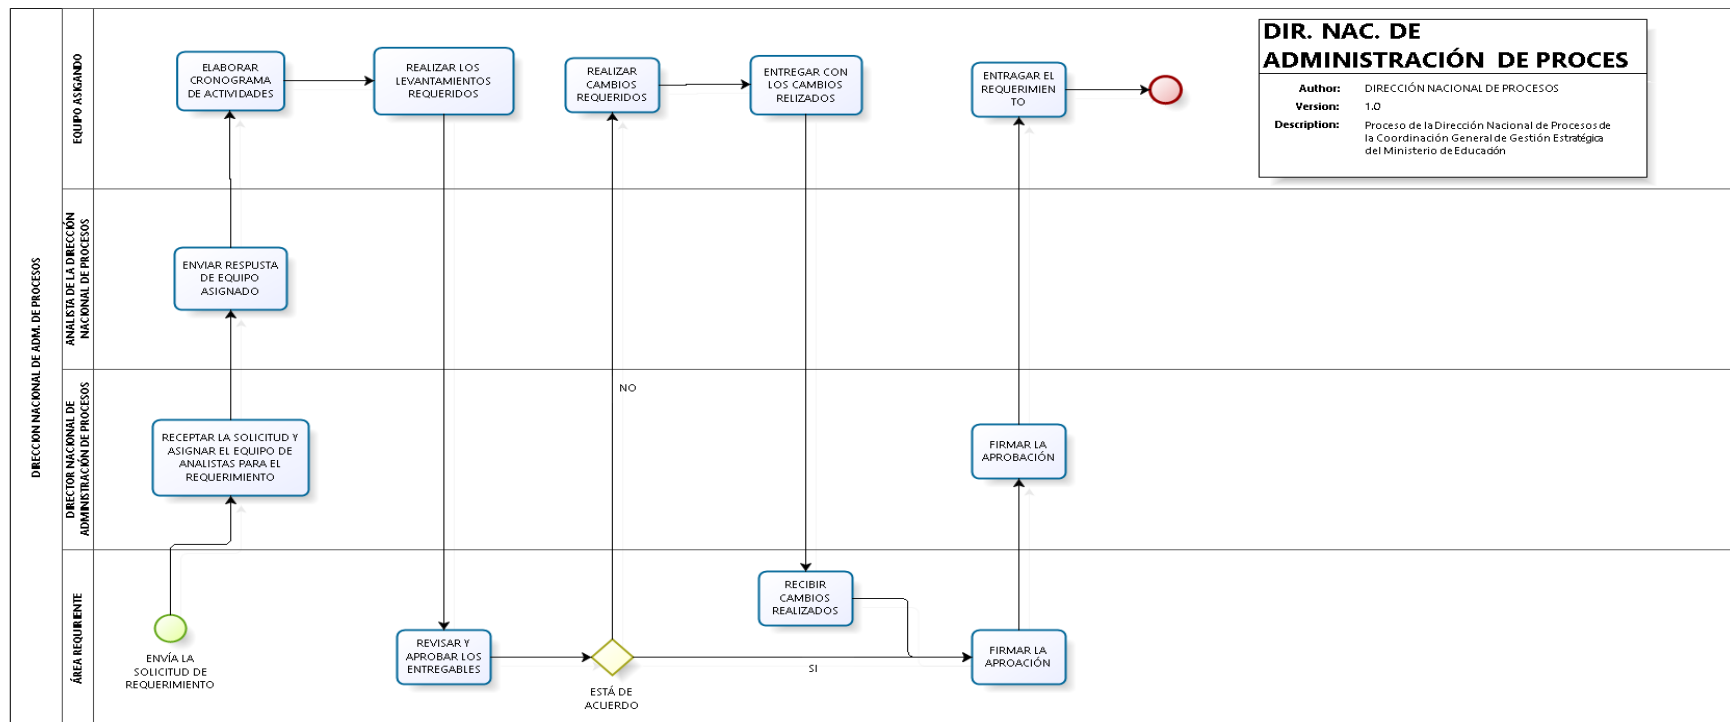 DIRECCION NACIONAL DE ADM. DE PROCESOS
EQUIPO ASIGANDO
ELABORAR
CRONOGRAMA
DE ACTIVIDADES
REALIZAR LOS
LEVANTAMIENTOS
REQUERIDOS
REALIZAR
CAMBIOS
REQUERIDOS
ENTREGAR CON
LOS CAMBIOS
RELIZADOS
ENTRAGAR EL
REQUERIMIEN
TO
DIR. NAC. DE
ADMINISTRACIÓN DE PROCES
Author: DIRECCIÓN NACIONAL DE PROCESOS
Version: 1.0
Description: Proceso de la Dirección Nacional de Procesos de
la Coordinación General de Gestión Estratégica
del Ministerio de Educación
ANALISTA DE LA DIRECCIÓN
NACIONAL DE PROCESOS
ENVIAR RESPUSTA
DE EQUIPO
ASIGNADO
DIRECTOR NACIONAL DE
ADMINISTRACIÓN DE PROCESOS
RECEPTAR LA SOLICITUD Y
ASIGNAR EL EQUIPO DE
ANALISTAS PARA EL
REQUERIMIENTO
NO
FIRMAR LA
APROBACIÓN
ÁREA REQURIENTE
ENVÍA LA
SOLICITUD DE
REQUERIMIENTO
REVISAR Y
APROBAR LOS
ENTREGABLES
ESTÁ DE
ACUERDO
SI
RECIBIR
CAMBIOS
REALIZADOS
FIRMAR LA
APROACIÓN